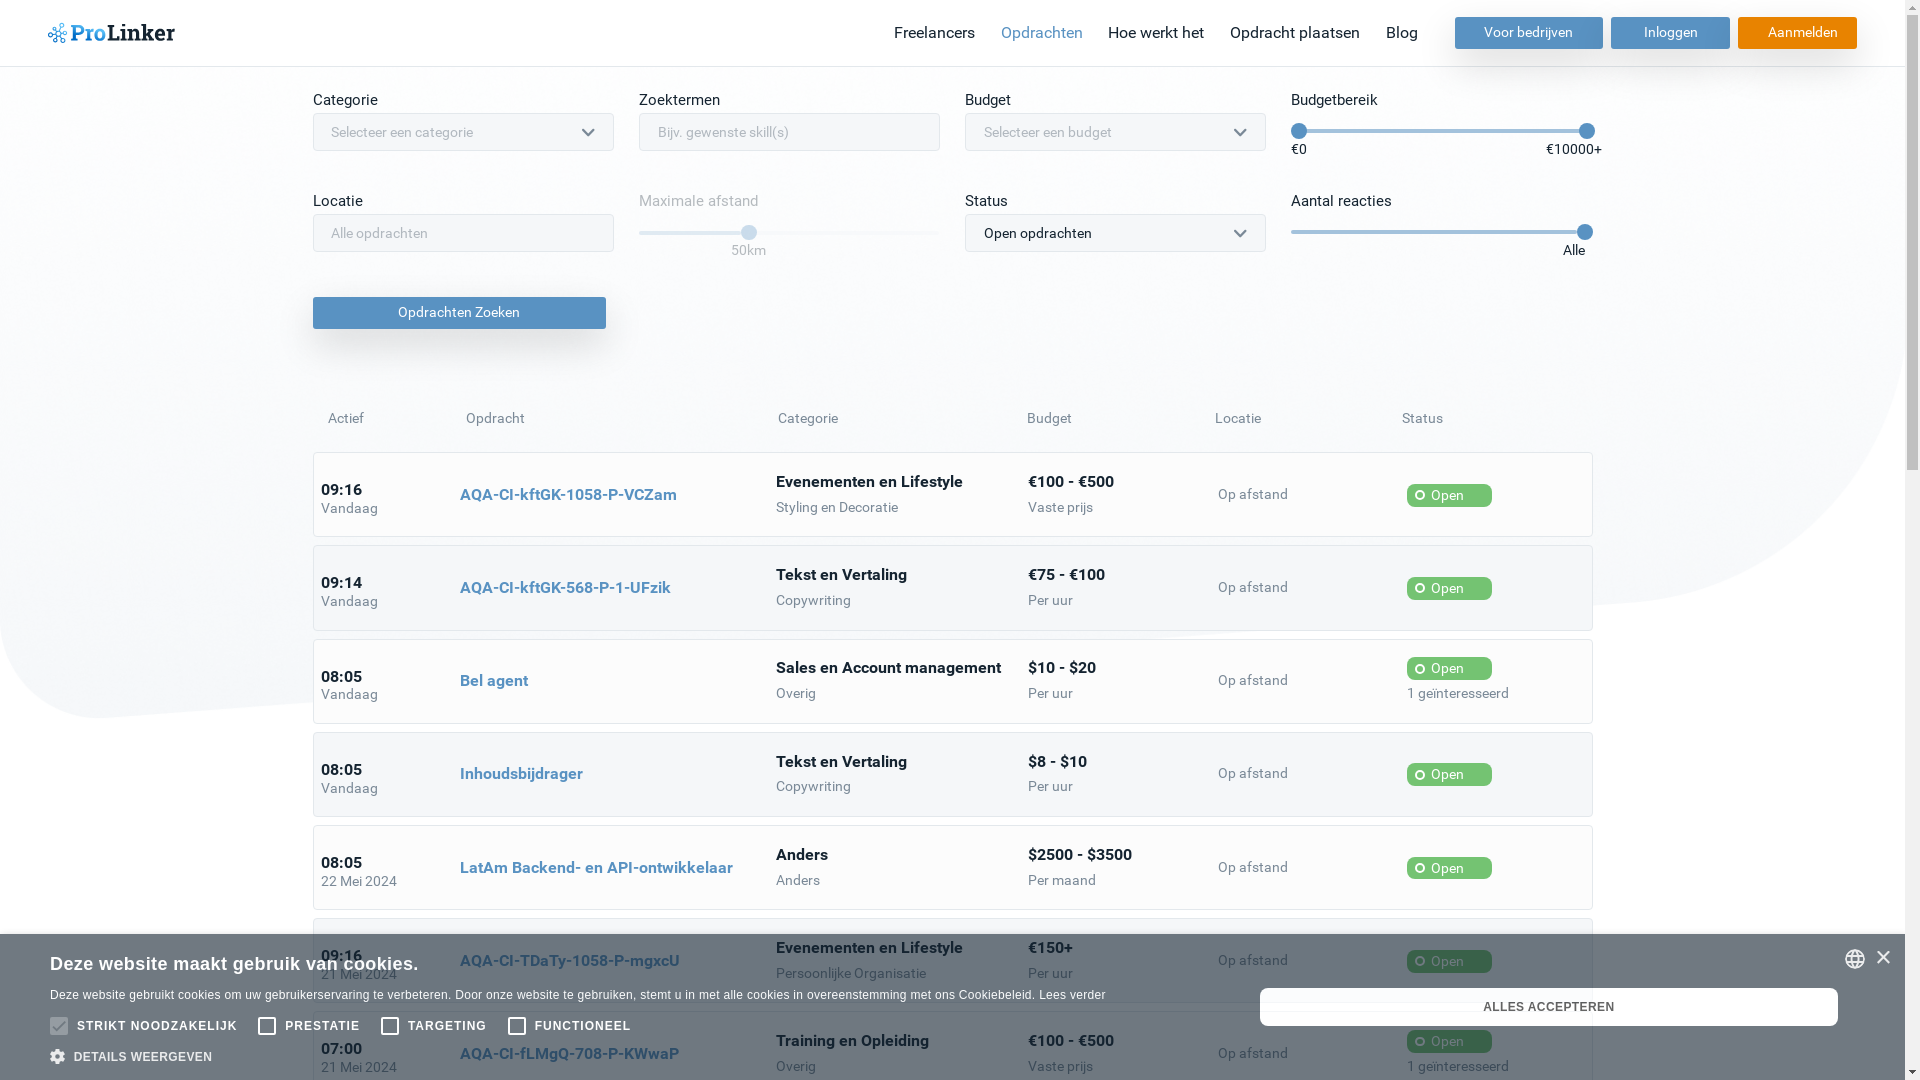 ProLinker
Freelancers
Opdrachten
Hoe werkt het
Opdracht plaatsen
Blog
Voor bedrijven
Inloggen
Aanmelden
Categorie
Zoektermen
Budget
Budgetbereik
Selecteer een categorie
Bijv. gewenste skill(s)
Selecteer een budget
€0
€10000+
Locatie
Maximale afstand
Status
Aantal reacties
Alle opdrachten
50km
Open opdrachten
Alle
Opdrachten Zoeken
Actief
Opdracht
Categorie
Budget
Locatie
Status
09:16
Vandaag
AQA-CI-kftGK-1058-P-VCZam
Evenementen en Lifestyle
Styling en Decoratie
€100 - €500
Vaste prijs
Op afstand
Open
09:14
Vandaag
AQA-CI-kftGK-568-P-1-UFzik
Tekst en Vertaling
Copywriting
€75 - €100
Per uur
Op afstand
Open
08:05
Vandaag
Bel agent
Sales en Account management
Overig
$10 - $20
Per uur
Op afstand
Open
1 geïnteresseerd
08:05
Vandaag
Inhoudsbijdrager
Tekst en Vertaling
Copywriting
$8 - $10
Per uur
Op afstand
Open
08:05
22 Mei 2024
LatAm Backend- en API-ontwikkelaar
Anders
Anders
$2500 - $3500
Per maand
Op afstand
Open
09:16
21 Mei 2024
AQA-CI-TDaTy-1058-P-mgxcU
Evenementen en Lifestyle
Persoonlijke Organisatie
€150+
Per uur
Op afstand
Open
07:00
21 Mei 2024
AQA-CI-fLMgQ-708-P-KWwaP
Training en Opleiding
Overig
€100 - €500
Vaste prijs
Op afstand
Open
1 geïnteresseerd
Deze website maakt gebruik van cookies.
Deze website gebruikt cookies om uw gebruikerservaring te verbeteren. Door onze website te gebruiken, stemt u in met alle cookies in overeenstemming met ons Cookiebeleid. Lees verder
STRIKT NOODZAKELIJK
PRESTATIE
TARGETING
FUNCTIONEEL
DETAILS WEERGEVEN
ALLES ACCEPTEREN
×